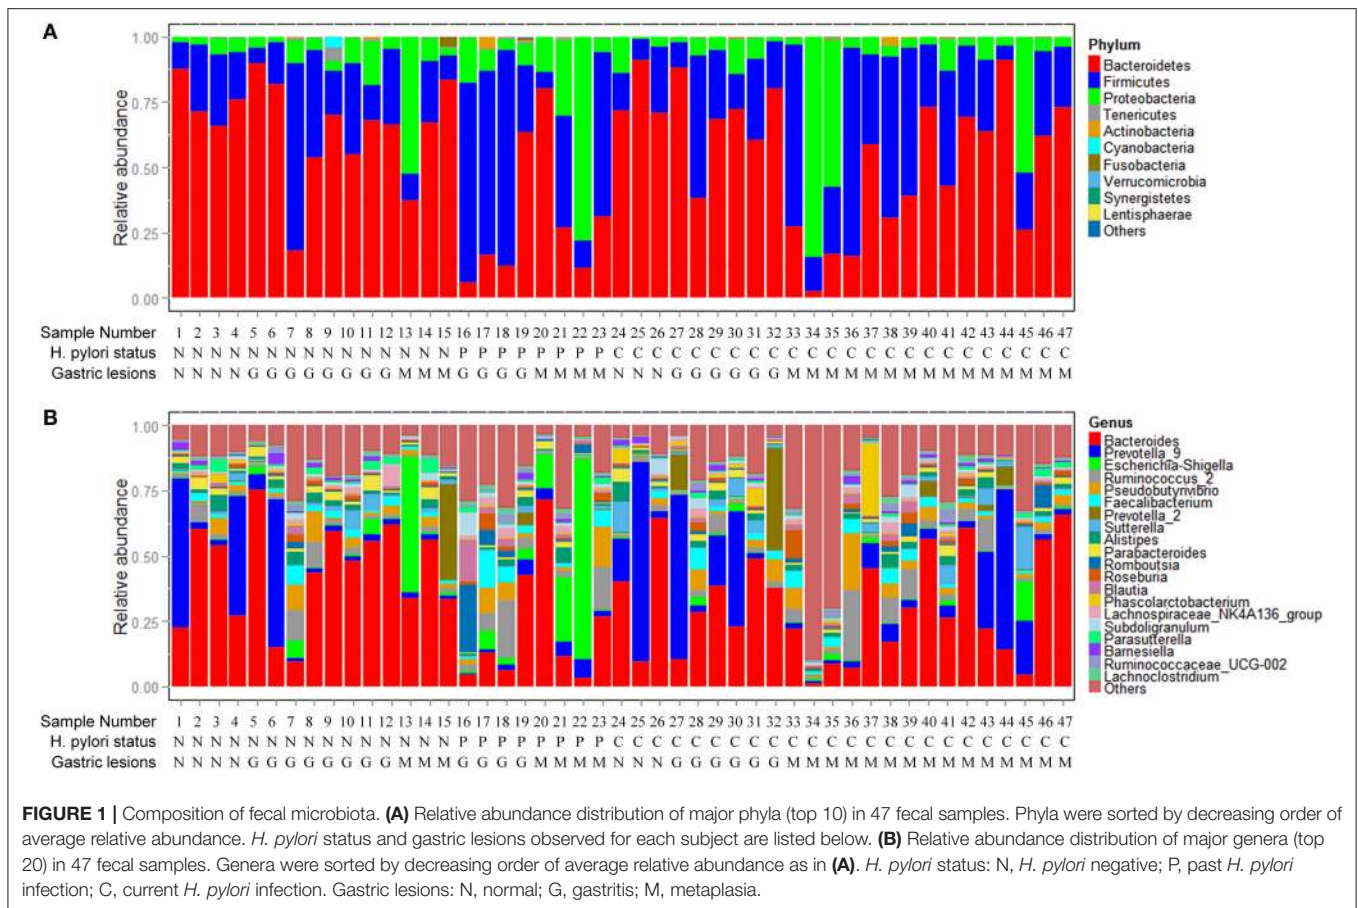 A
1.00
0.75
0.50
0.25
0.00
Relative abundance
Phylum
Bacteroidetes
Firmicutes
Proteobacteria
Tenericutes
Actinobacteria
Cyanobacteria
Fusobacteria
Verrucomicrobia
Synergistetes
Lentisphaerae
Others
Sample Number 1 2 3 4 5 6 7 8 9 10 11 12 13 14 15 16 17 18 19 20 21 22 23 24 25 26 27 28 29 30 31 32 33 34 35 36 37 38 39 40 41 42 43 44 45 46 47
H. pylori status N N N N N N N N N N N N N N N P P P P P P P P C C C C C C C C C C C C C C C C C C C C C C C C
Gastric lesions N N N N G G G G G G G G M M M G G G G M M M M N N N G G G G G G M M M M M M M M M M M M M M M
B
1.00
0.75
0.50
0.25
0.00
Relative abundance
Genus
Bacteroides
Prevotella_9
Escherichia-Shigella
Ruminococcus_2
Pseudobutyrivibrio
Faecalibacterium
Prevotella_2
Sutterella
Alistipes
Parabacteroides
Romboutsia
Roseburia
Blautia
Phascolarctobacterium
Lachnospiraceae_NK4A136_group
Subdoligranulum
Parasutterella
Barnesiella
Ruminococcaceae_UCG-002
Lachnoclostridium
Others
Sample Number 1 2 3 4 5 6 7 8 9 10 11 12 13 14 15 16 17 18 19 20 21 22 23 24 25 26 27 28 29 30 31 32 33 34 35 36 37 38 39 40 41 42 43 44 45 46 47
H. pylori status N N N N N N N N N N N N N N N P P P P P P P P C C C C C C C C C C C C C C C C C C C C C C C C
Gastric lesions N N N N G G G G G G G G M M M G G G G M M M M N N N G G G G G G M M M M M M M M M M M M M M M
FIGURE 1 | Composition of fecal microbiota. (A) Relative abundance distribution of major phyla (top 10) in 47 fecal samples. Phyla were sorted by decreasing order of
average relative abundance. H. pylori status and gastric lesions observed for each subject are listed below. (B) Relative abundance distribution of major genera (top
20) in 47 fecal samples. Genera were sorted by decreasing order of average relative abundance as in (A). H. pylori status: N, H. pylori negative; P, past H. pylori
infection; C, current H. pylori infection. Gastric lesions: N, normal; G, gastritis; M, metaplasia.